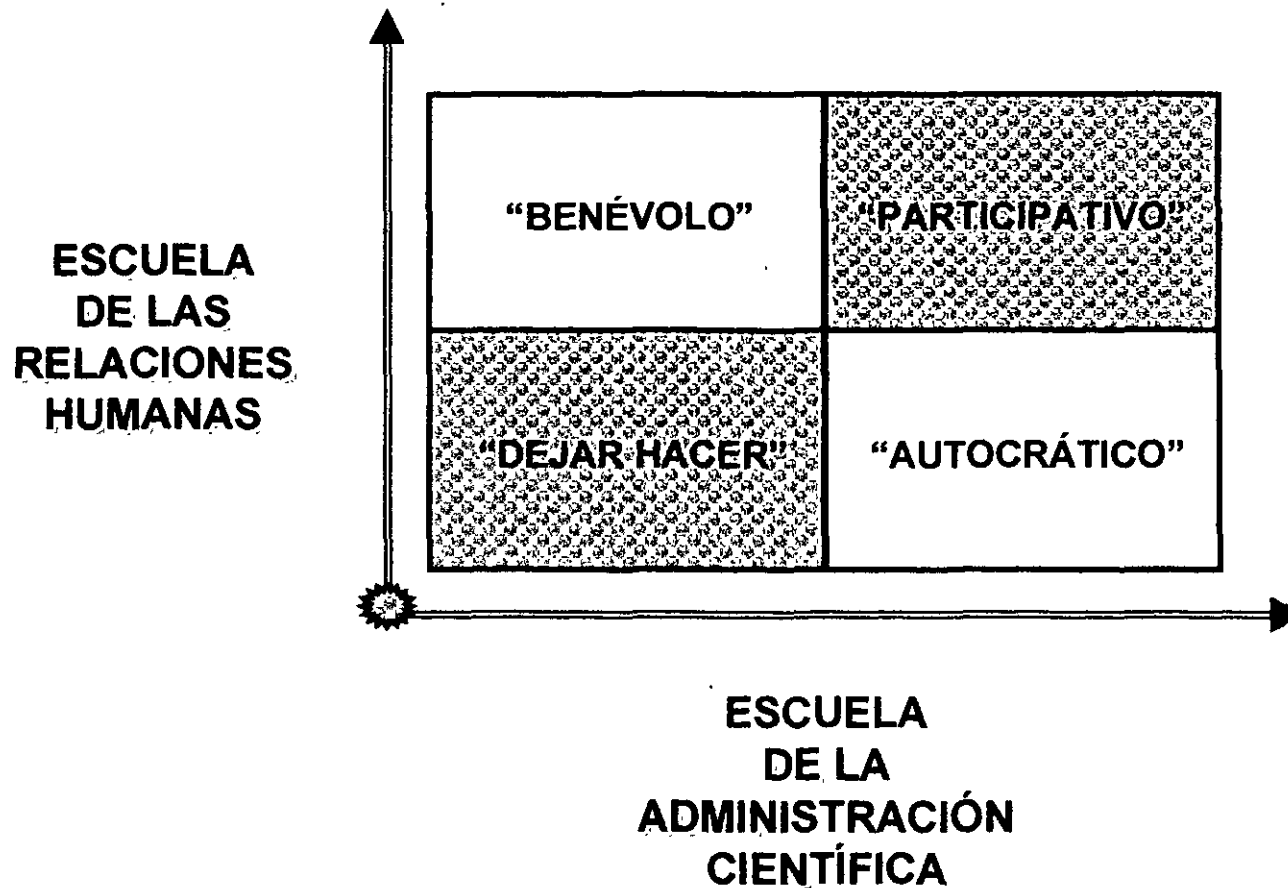 “BENÉVOLO”
“PARTICIPATIVO”
ESCUELA
DE LAS
RELACIONES
HUMANAS
“DEJAR HACER”
“AUTOCRÁTICO”
ESCUELA
DE LA
ADMINISTRACIÓN
CIENTÍFICA